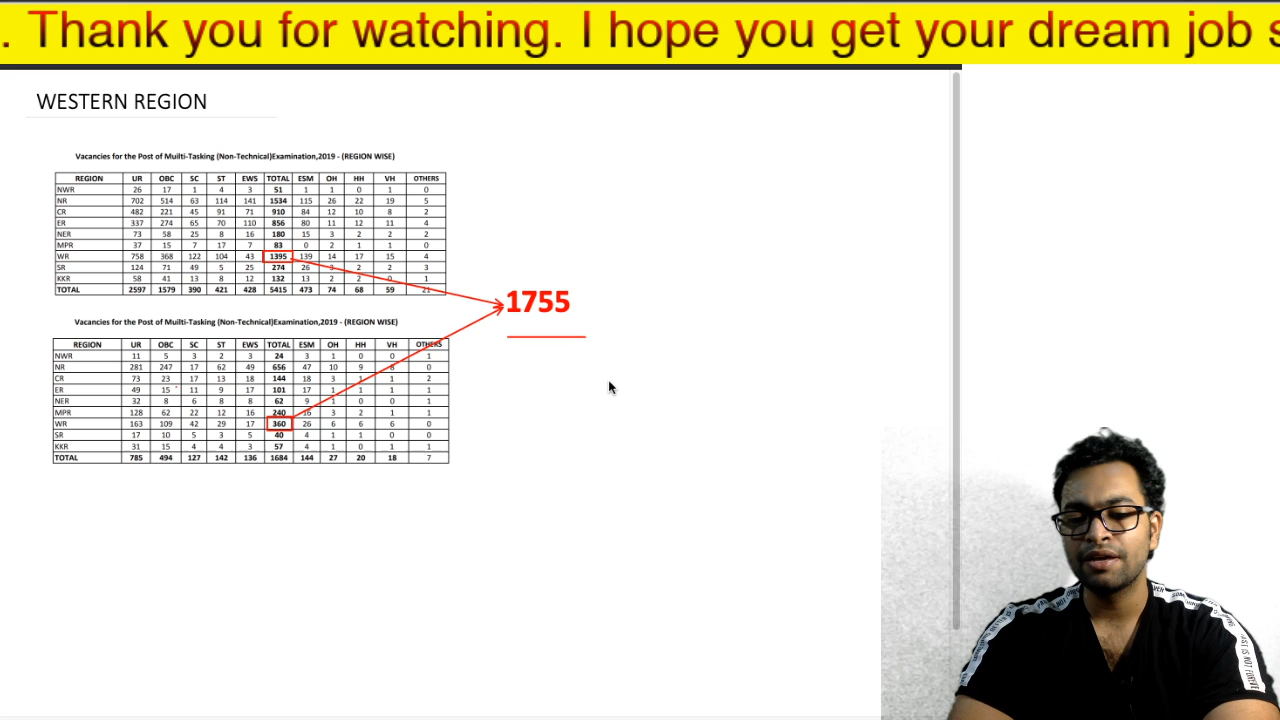 . Thank you for watching. I hope you get your dream job s
WESTERN REGION
Vacancies for the Post of Muilti-Tasking (Non-Technical)Examination,2019 - (REGION WISE)
REGION UR OBC SC ST EWS TOTAL ESM OH HH VH OTHERS
NWR 26 17 1 4 3 51 1 1 0 1 0
NR 702 514 63 114 141 1534 115 26 22 19 5
CR 482 221 45 91 71 910 84 12 10 8 2
ER 337 274 65 70 110 856 80 11 12 11 4
NER 73 58 25 8 16 180 15 3 2 2 2
MPR 37 15 7 17 7 83 0 2 1 1 0
WR 758 368 122 104 43 1395 139 14 17 15 4
SR 124 71 49 5 25 274 26 3 2 2 3
KKR 58 41 13 8 12 132 13 2 2 0 1
TOTAL 2597 1579 390 421 428 5415 473 74 68 59 21
1755
Vacancies for the Post of Muilti-Tasking (Non-Technical)Examination,2019 - (REGION WISE)
REGION UR OBC SC ST EWS TOTAL ESM OH HH VH OTHERS
NWR 11 5 3 2 3 24 3 1 0 0 1
NR 281 247 17 62 49 656 47 10 9 8 0
CR 73 23 17 13 18 144 18 3 1 1 2
ER 49 15 11 9 17 101 17 1 1 1 1
NER 32 8 6 8 8 62 9 1 0 0 1
MPR 128 62 22 12 16 240 16 3 2 1 1
WR 163 109 42 29 17 360 26 6 6 6 0
SR 17 10 5 3 5 40 4 1 1 0 0
KKR 31 15 4 4 3 57 4 1 0 1 1
TOTAL 785 494 127 142 136 1684 144 27 20 18 7